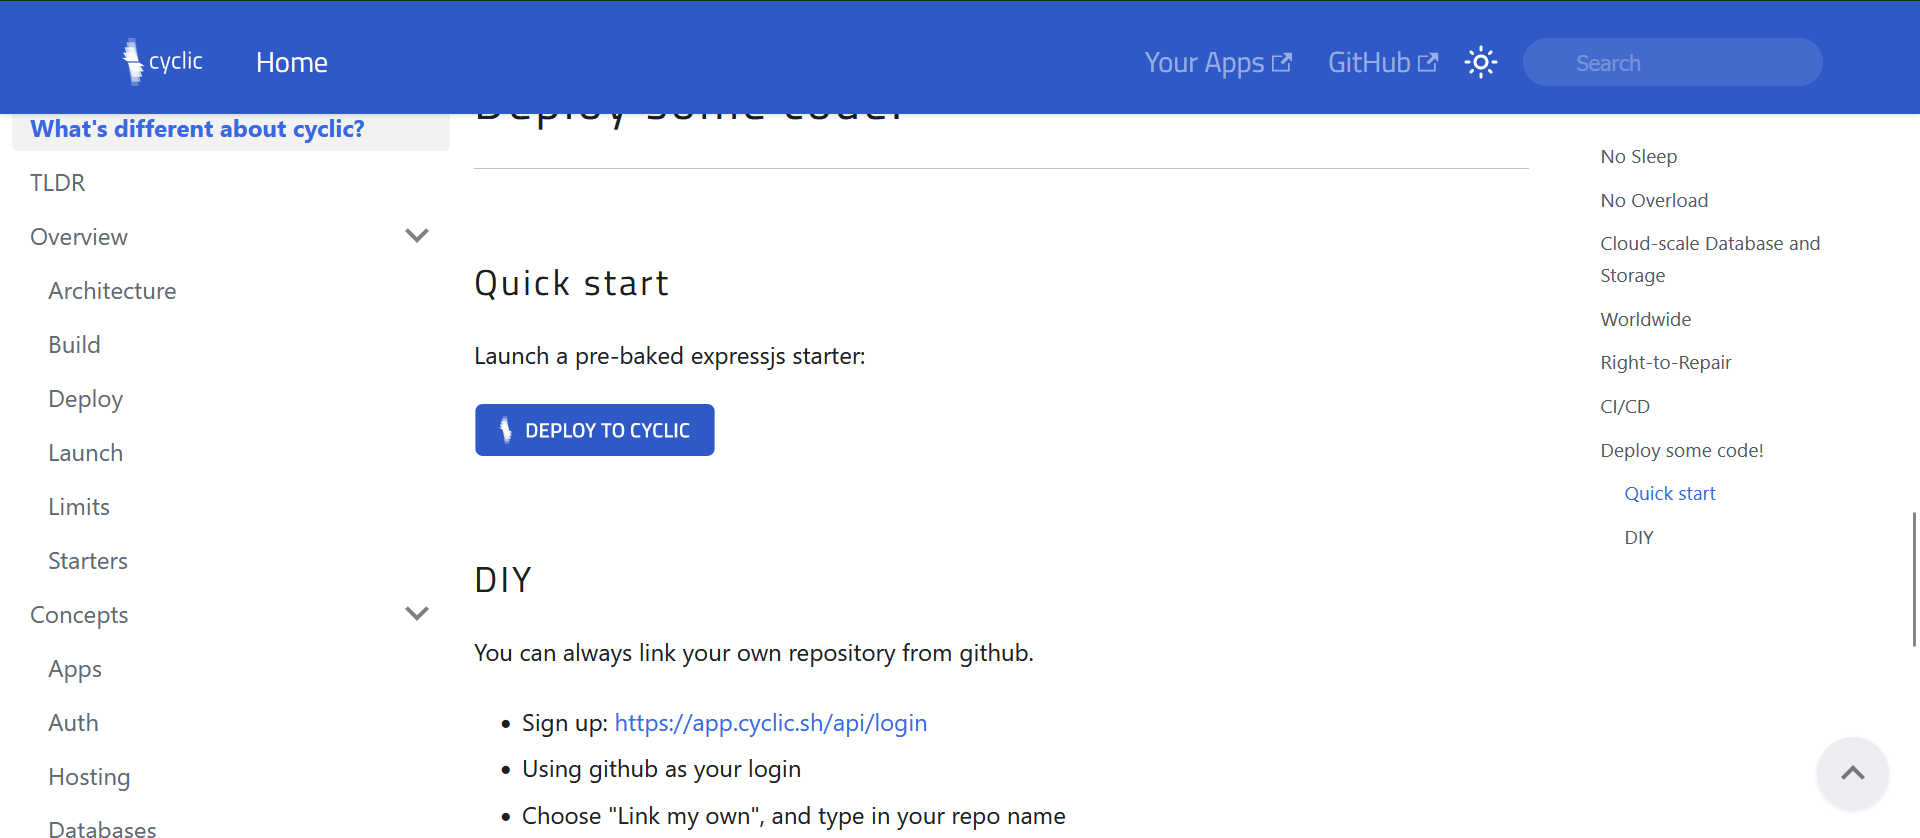 cyclic
Home
Your Apps
GitHub
Search
What's different about cyclic?
TLDR
Overview
Architecture
Build
Deploy
Launch
Limits
Starters
Concepts
Apps
Auth
Hosting
Databases
Deploy some code!
Quick start
Launch a pre-baked expressjs starter:
DEPLOY TO CYCLIC
DIY
You can always link your own repository from github.
Sign up: https://app.cyclic.sh/api/login
Using github as your login
Choose "Link my own", and type in your repo name
No Sleep
No Overload
Cloud-scale Database and
Storage
Worldwide
Right-to-Repair
CI/CD
Deploy some code!
Quick start
DIY